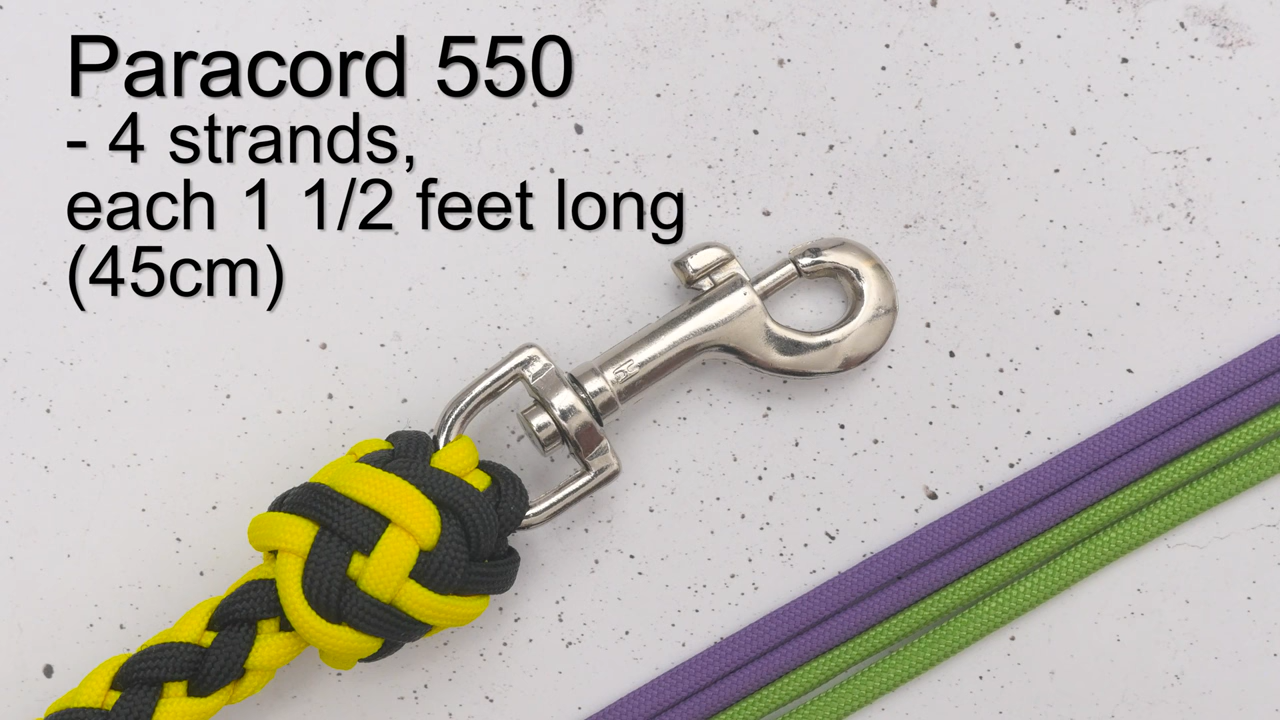 Paracord 550
- 4 strands,
each 1 1/2 feet long
(45cm)